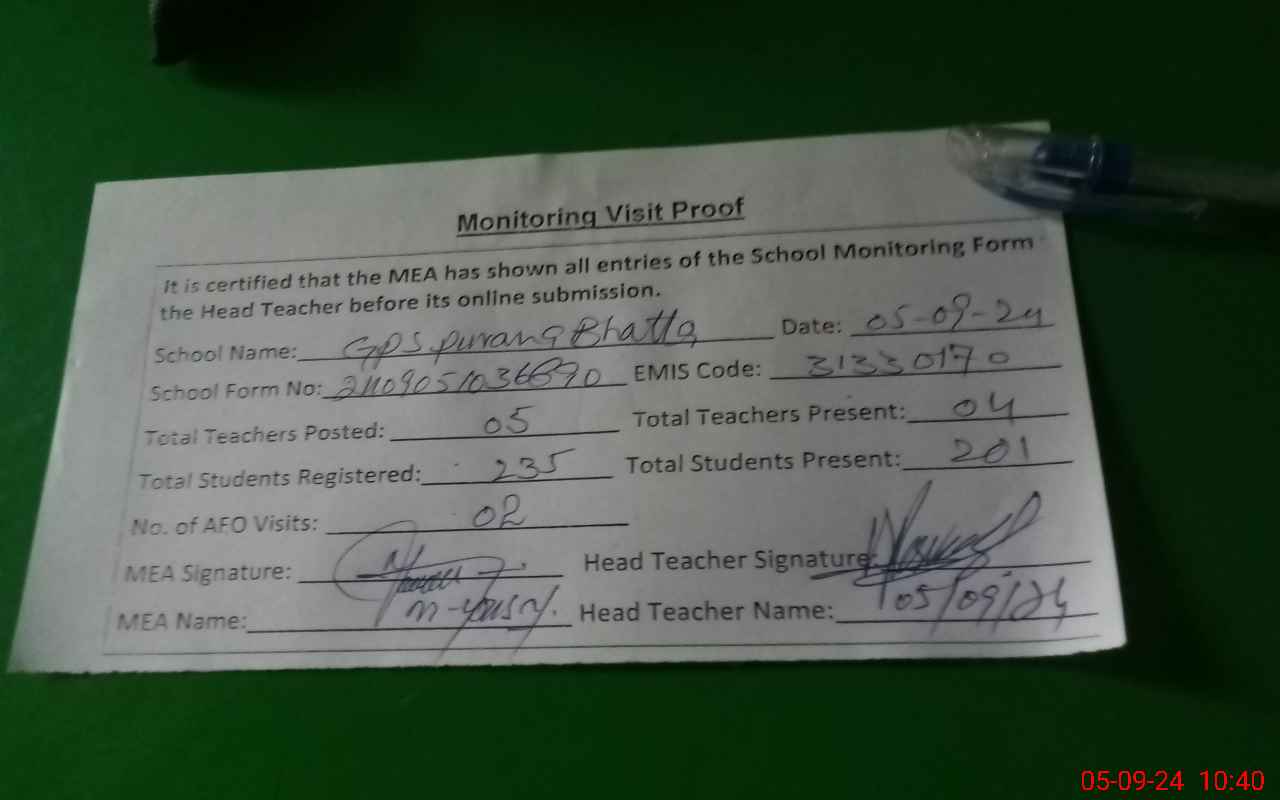 Monitoring Visit Proof
It is certified that the MEA has shown all entries of the School Monitoring Form
the Head Teacher before its online submission.
School Name: GPS Purang Bhatta Date: 05-09-24
School Form No: EMIS Code: 31330170
Total Teachers Posted: 05 Total Teachers Present: 04
Total Students Registered: 235 Total Students Present: 201
No. of AFO Visits: 02
MEA Signature: Head Teacher Signature:
MEA Name: Head Teacher Name: 05/09/24
05-09-24 10:40